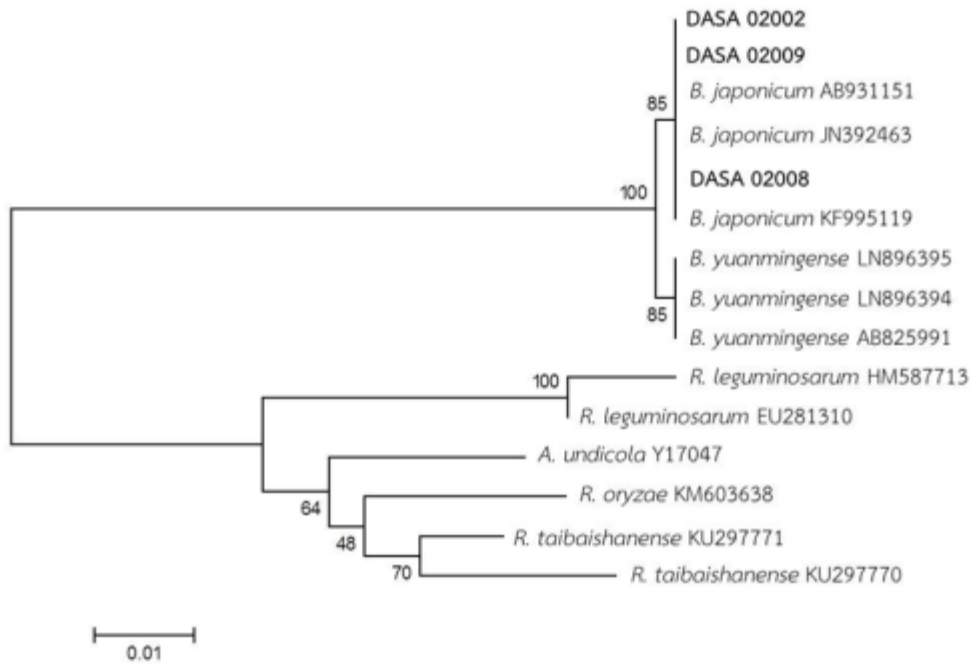 DASA 02002
DASA 02009
85
B. japonicum AB931151
B. japonicum JN392463
DASA 02008
100
B. japonicum KF995119
B. yuanmingense LN896395
B. yuanmingense LN896394
85
B. yuanmingense AB825991
100
R. leguminosarum HM587713
R. leguminosarum EU281310
A. undicola Y17047
64
R. oryzae KM603638
48
R. taibaishanense KU297771
70
R. taibaishanense KU297770
0.01